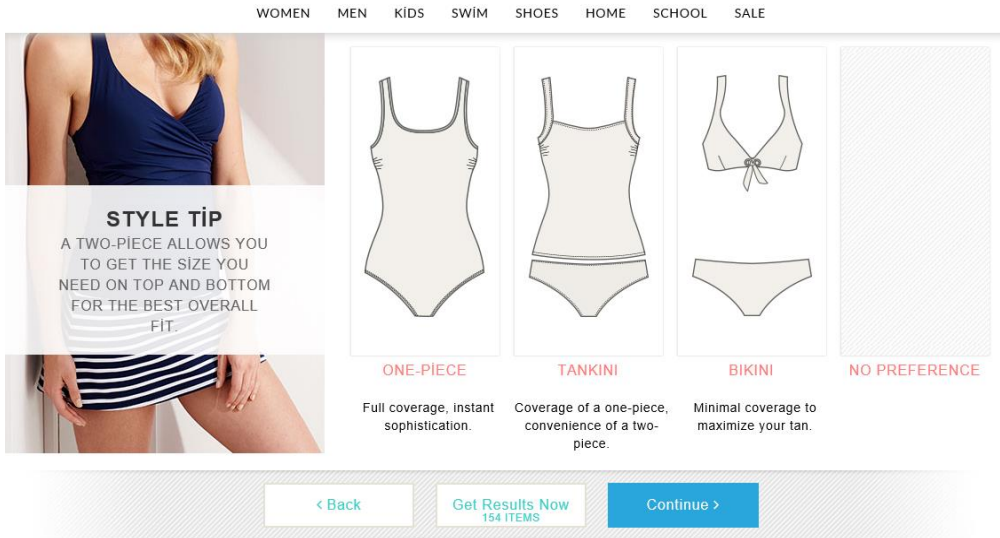 WOMEN MEN KİDS SWİM SHOES HOME SCHOOL SALE
STYLE TİP
A TWO-PİECE ALLOWS YOU
TO GET THE SİZE YOU
NEED ON TOP AND BOTTOM
FOR THE BEST OVERALL
FİT.
ONE-PİECE
Full coverage, instant
sophistication.
TANKINI
Coverage of a one-piece,
convenience of a two-
piece.
BIKINI
Minimal coverage to
maximize your tan.
NO PREFERENCE
< Back
Get Results Now
154 ITEMS
Continue >